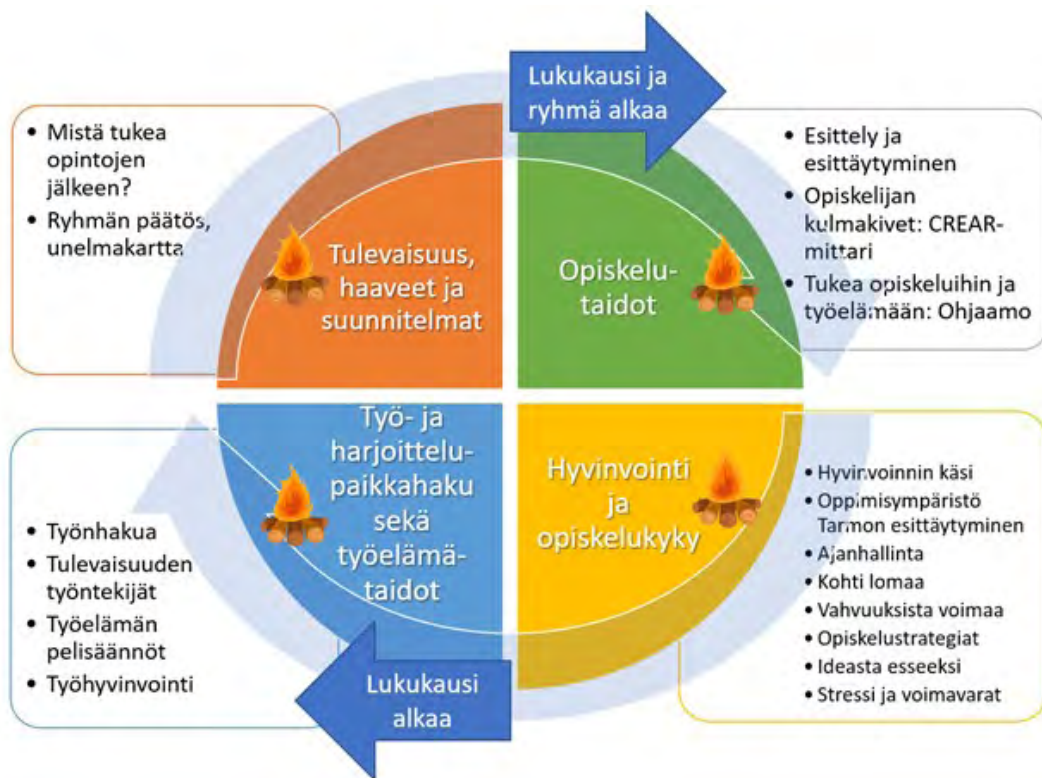 Lukukausi ja
ryhmä alkaa
• Mistä tukea
opintojen
jälkeen?
• Ryhmän päätös,
unelmakartta
Tulevaisuus,
haaveet ja
suunnitelmat
Opiskelu-
taidot
• Esittely ja
esittäytyminen
• Opiskelijan
kulmakivet: CREAR-
mittari
• Tukea opiskeluihin ja
työelämään: Ohjaamo
• Työnhakua
• Tulevaisuuden
työntekijät
• Työelämän
pelisäännöt
• Työhyvinvointi
Työ- ja
harjoittelu-
paikkahaku
sekä
työelämä-
taidot
Hyvinvointi
ja
opiskelukyky
• Hyvinvoinnin käsi
• Oppimisympäristö
Tarmon esittäytyminen
• Ajanhallinta
• Kohti lomaa
• Vahvuuksista voimaa
• Opiskelustrategiat
• Ideasta esseeksi
• Stressi ja voimavarat
Lukukausi
alkaa